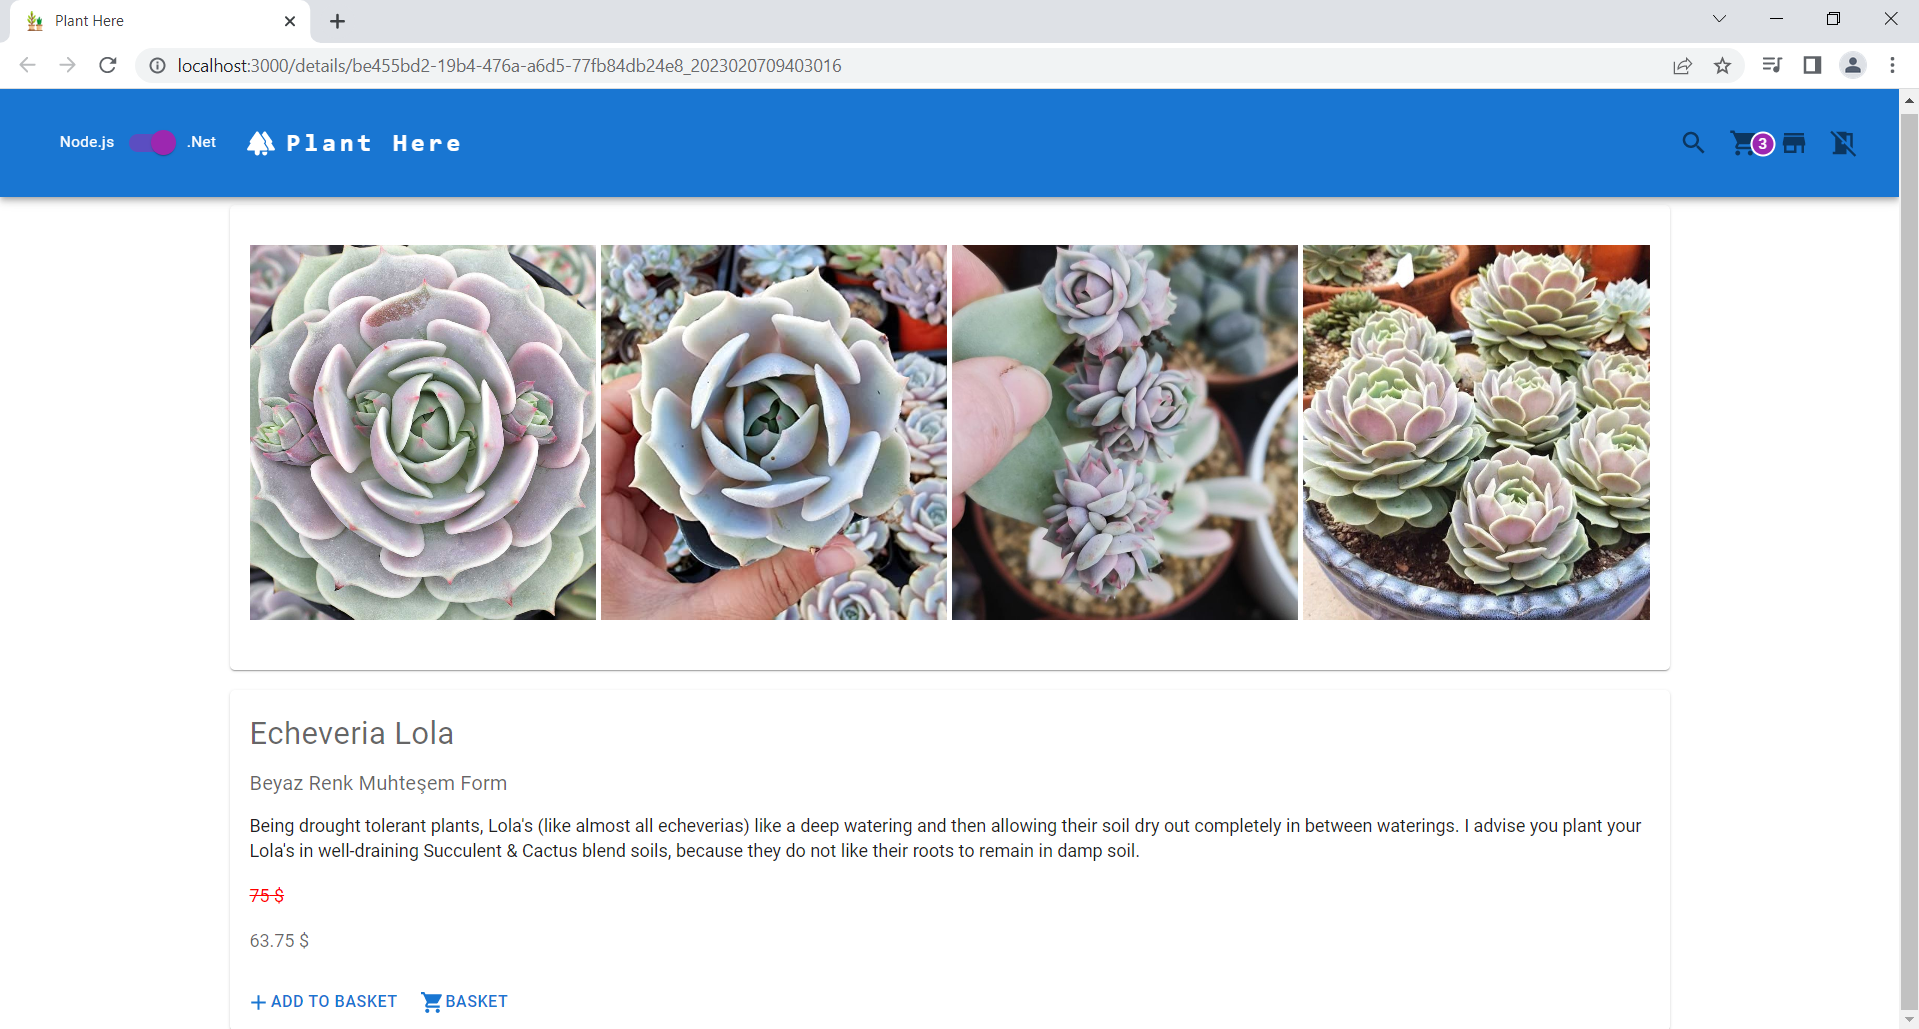 Plant Here
localhost:3000/details/be455bd2-19b4-476a-a6d5-77fb84db24e8_2023020709403016
Node.js .Net Plant Here 3
Echeveria Lola
Beyaz Renk Muhteşem Form
Being drought tolerant plants, Lola's (like almost all echeverias) like a deep watering and then allowing their soil dry out completely in between waterings. I advise you plant your
Lola's in well-draining Succulent & Cactus blend soils, because they do not like their roots to remain in damp soil.
75 $
63.75 $
ADD TO BASKET BASKET